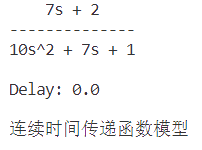 7s + 2
--------------
10s^2 + 7s + 1
Delay: 0.0
连续时间传递函数模型